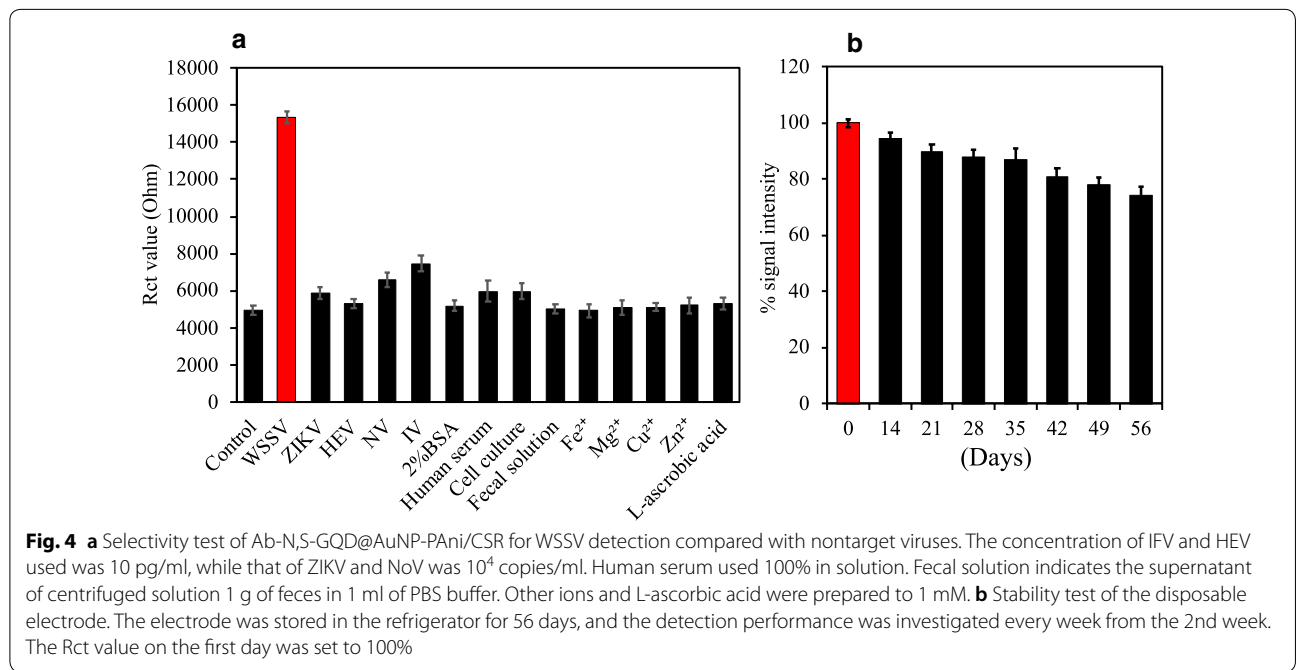 a
18000
16000
14000
12000
10000
8000
6000
4000
2000
0
Rct value (Ohm)
Control
WSSV
ZIKV
HEV
NV
IV
2%BSA
Human serum
Cell culture
Fecal solution
Fe²⁺
Mg²⁺
Cu²⁺
Zn²⁺
L-ascrobic acid
b
120
100
80
60
40
20
0
% signal intensity
0 14 21 28 35 42 49 56
(Days)
Fig. 4 a Selectivity test of Ab-N,S-GQD@AuNP-PAni/CSR for WSSV detection compared with nontarget viruses. The concentration of IFV and HEV
used was 10 pg/ml, while that of ZIKV and NoV was 10⁴ copies/ml. Human serum used 100% in solution. Fecal solution indicates the supernatant
of centrifuged solution 1 g of feces in 1 ml of PBS buffer. Other ions and L-ascorbic acid were prepared to 1 mM. b Stability test of the disposable
electrode. The electrode was stored in the refrigerator for 56 days, and the detection performance was investigated every week from the 2nd week.
The Rct value on the first day was set to 100%